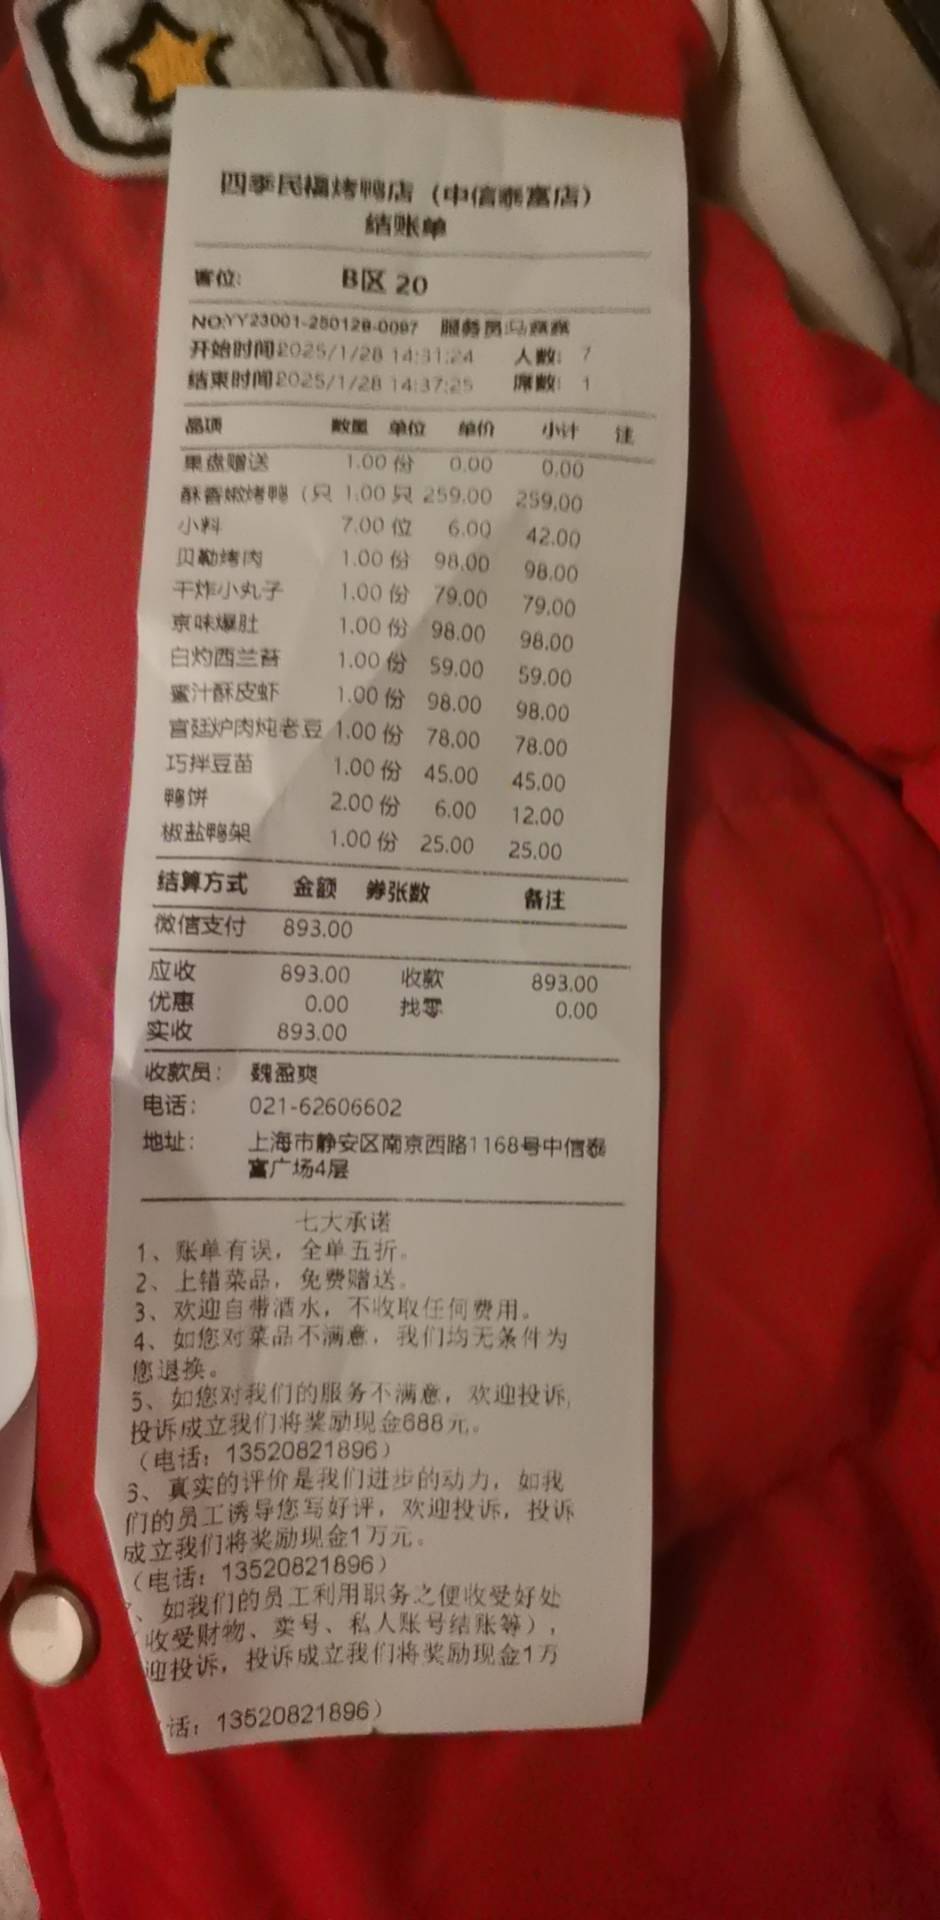 四季民福烤鸭店（中信泰富店）
结账单
客位: B区 20
NO:YY23001-250128-0097 服务员:马
开始时间2025/1/28 14:31:24 人数: 7
结束时间2025/1/28 14:37:25 席数: 1
品项 数量 单位 单价 小计 注
果盘赠送 1.00 份 0.00 0.00
酥香嫩烤鸭（只 1.00 只 259.00 259.00
小料 7.00 位 6.00 42.00
贝勒烤肉 1.00 份 98.00 98.00
干炸小丸子 1.00 份 79.00 79.00
京味爆肚 1.00 份 98.00 98.00
白灼西兰苔 1.00 份 59.00 59.00
蜜汁酥皮虾 1.00 份 98.00 98.00
宫廷炉肉炖老豆 1.00 份 78.00 78.00
巧拌豆苗 1.00 份 45.00 45.00
鸭饼 2.00 份 6.00 12.00
椒盐鸭架 1.00 份 25.00 25.00
结算方式 金额 券张数 备注
微信支付 893.00
应收 893.00 收款 893.00
优惠 0.00 找零 0.00
实收 893.00
收款员: 魏盈爽
电话: 021-62606602
地址: 上海市静安区南京西路1168号中信泰
富广场4层
七大承诺
1、账单有误，全单五折。
2、上错菜品，免费赠送。
3、欢迎自带酒水，不收取任何费用。
4、如您对菜品不满意，我们均无条件为
您退换。
5、如您对我们的服务不满意，欢迎投诉,
投诉成立我们将奖励现金688元。
（电话：13520821896）
6、真实的评价是我们进步的动力，如我
们的员工诱导您写好评，欢迎投诉，投诉
成立我们将奖励现金1万元。
（电话：13520821896）
、如我们的员工利用职务之便收受好处
收受财物、卖号、私人账号结账等），
迎投诉，投诉成立我们将奖励现金1万
话：13520821896）